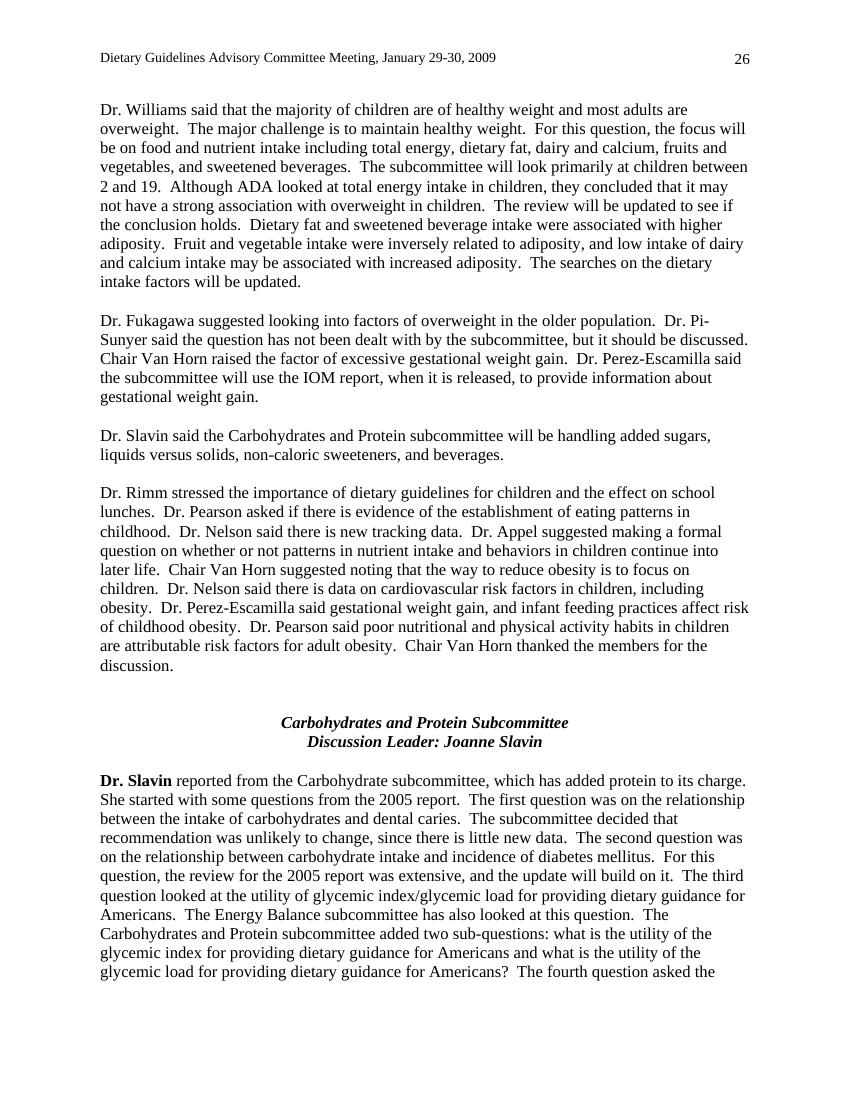 Dietary Guidelines Advisory Committee Meeting, January 29-30, 2009 26
Dr. Williams said that the majority of children are of healthy weight and most adults are
overweight.  The major challenge is to maintain healthy weight.  For this question, the focus will
be on food and nutrient intake including total energy, dietary fat, dairy and calcium, fruits and
vegetables, and sweetened beverages.  The subcommittee will look primarily at children between
2 and 19.  Although ADA looked at total energy intake in children, they concluded that it may
not have a strong association with overweight in children.  The review will be updated to see if
the conclusion holds.  Dietary fat and sweetened beverage intake were associated with higher
adiposity.  Fruit and vegetable intake were inversely related to adiposity, and low intake of dairy
and calcium intake may be associated with increased adiposity.  The searches on the dietary
intake factors will be updated.
Dr. Fukagawa suggested looking into factors of overweight in the older population.  Dr. Pi-
Sunyer said the question has not been dealt with by the subcommittee, but it should be discussed.
Chair Van Horn raised the factor of excessive gestational weight gain.  Dr. Perez-Escamilla said
the subcommittee will use the IOM report, when it is released, to provide information about
gestational weight gain.
Dr. Slavin said the Carbohydrates and Protein subcommittee will be handling added sugars,
liquids versus solids, non-caloric sweeteners, and beverages.
Dr. Rimm stressed the importance of dietary guidelines for children and the effect on school
lunches.  Dr. Pearson asked if there is evidence of the establishment of eating patterns in
childhood.  Dr. Nelson said there is new tracking data.  Dr. Appel suggested making a formal
question on whether or not patterns in nutrient intake and behaviors in children continue into
later life.  Chair Van Horn suggested noting that the way to reduce obesity is to focus on
children.  Dr. Nelson said there is data on cardiovascular risk factors in children, including
obesity.  Dr. Perez-Escamilla said gestational weight gain, and infant feeding practices affect risk
of childhood obesity.  Dr. Pearson said poor nutritional and physical activity habits in children
are attributable risk factors for adult obesity.  Chair Van Horn thanked the members for the
discussion.
Carbohydrates and Protein Subcommittee
Discussion Leader: Joanne Slavin
Dr. Slavin reported from the Carbohydrate subcommittee, which has added protein to its charge.
She started with some questions from the 2005 report.  The first question was on the relationship
between the intake of carbohydrates and dental caries.  The subcommittee decided that
recommendation was unlikely to change, since there is little new data.  The second question was
on the relationship between carbohydrate intake and incidence of diabetes mellitus.  For this
question, the review for the 2005 report was extensive, and the update will build on it.  The third
question looked at the utility of glycemic index/glycemic load for providing dietary guidance for
Americans.  The Energy Balance subcommittee has also looked at this question.  The
Carbohydrates and Protein subcommittee added two sub-questions: what is the utility of the
glycemic index for providing dietary guidance for Americans and what is the utility of the
glycemic load for providing dietary guidance for Americans?  The fourth question asked the